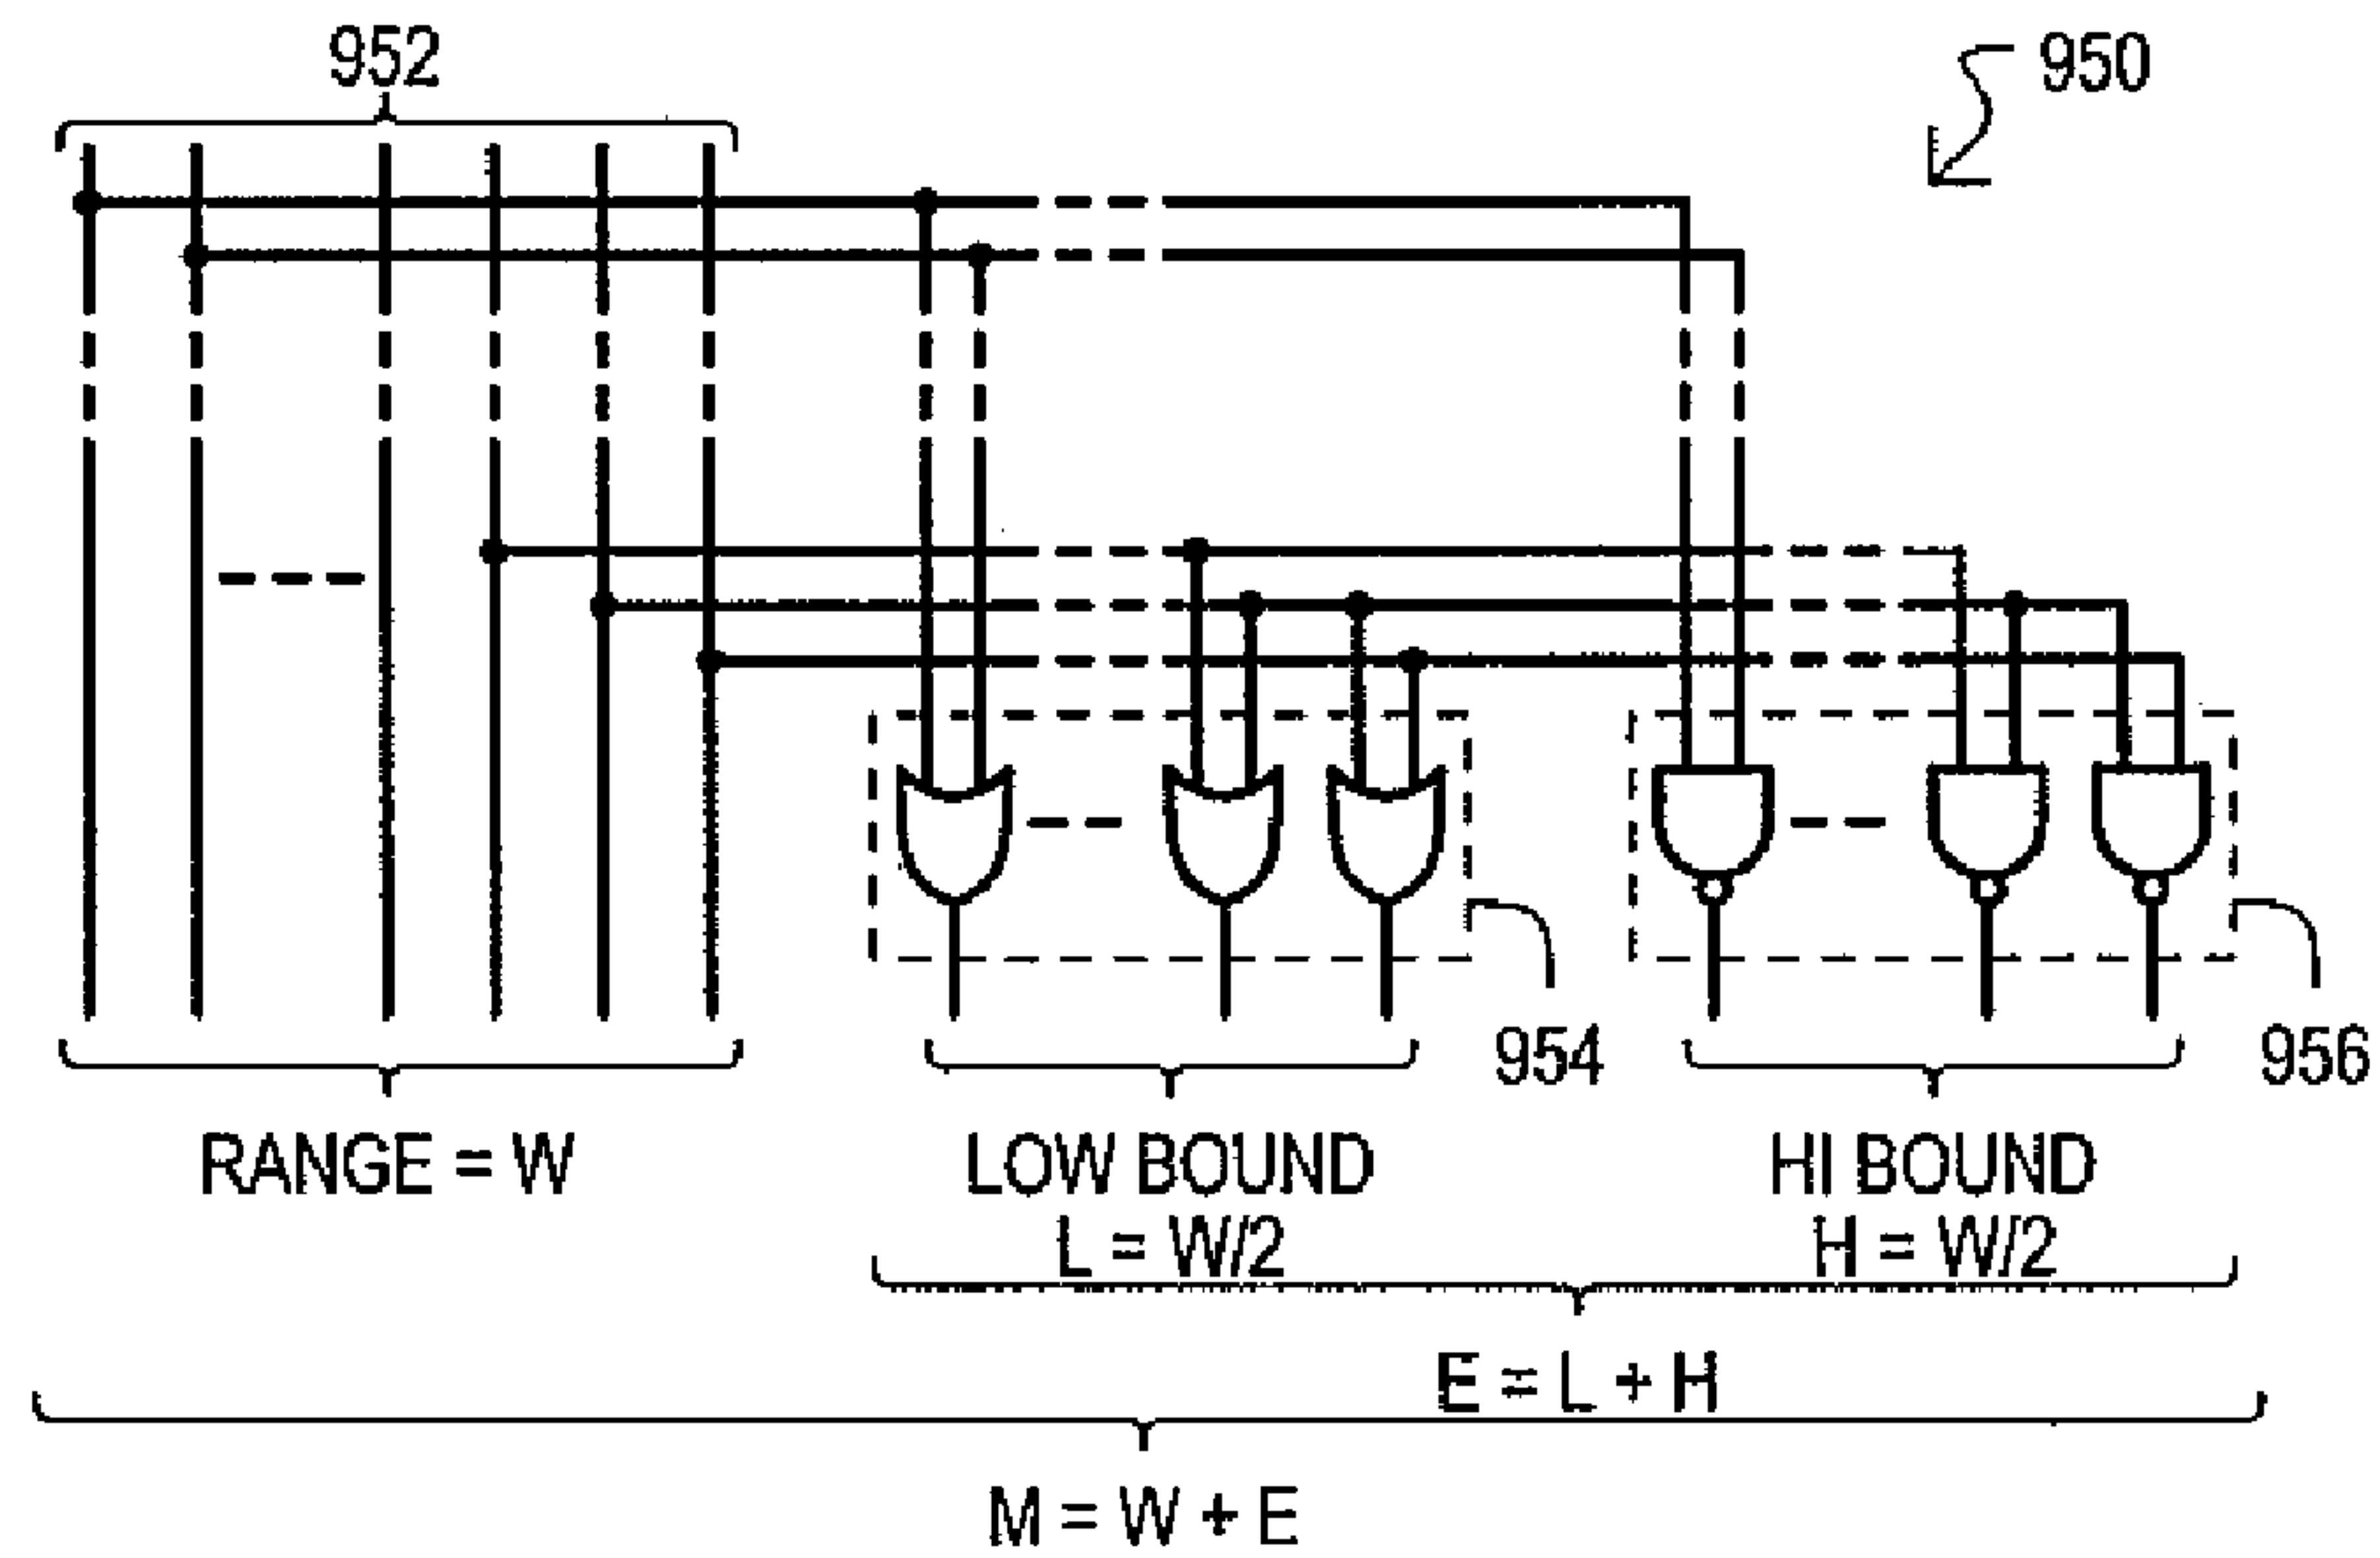 952
950
954
956
RANGE = W
LOW BOUND
L = W/2
HI BOUND
H = W/2
E = L + H
M = W + E